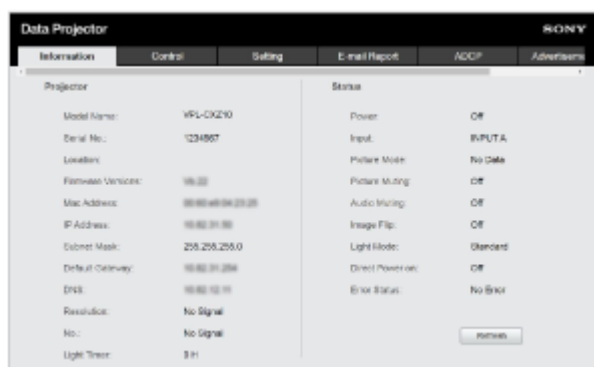 Data Projector
SONY
Information Control Setting E-mail Report ADCP Advertiseme
Projector
Model Name: VPL-CXZ10
Serial No.: 1234567
Location:
Firmware Versions:
Mac Address:
IP Address:
Subnet Mask: 255.255.255.0
Default Gateway:
DNS:
Resolution: No Signal
No.: No Signal
Light Timer:
Status
Power: Off
Input: INPUT A
Picture Mode: No Data
Picture Muting: Off
Audio Muting: Off
Image Flip: Off
Light Mode: Standard
Direct Power on: Off
Error Status: No Error
Refresh